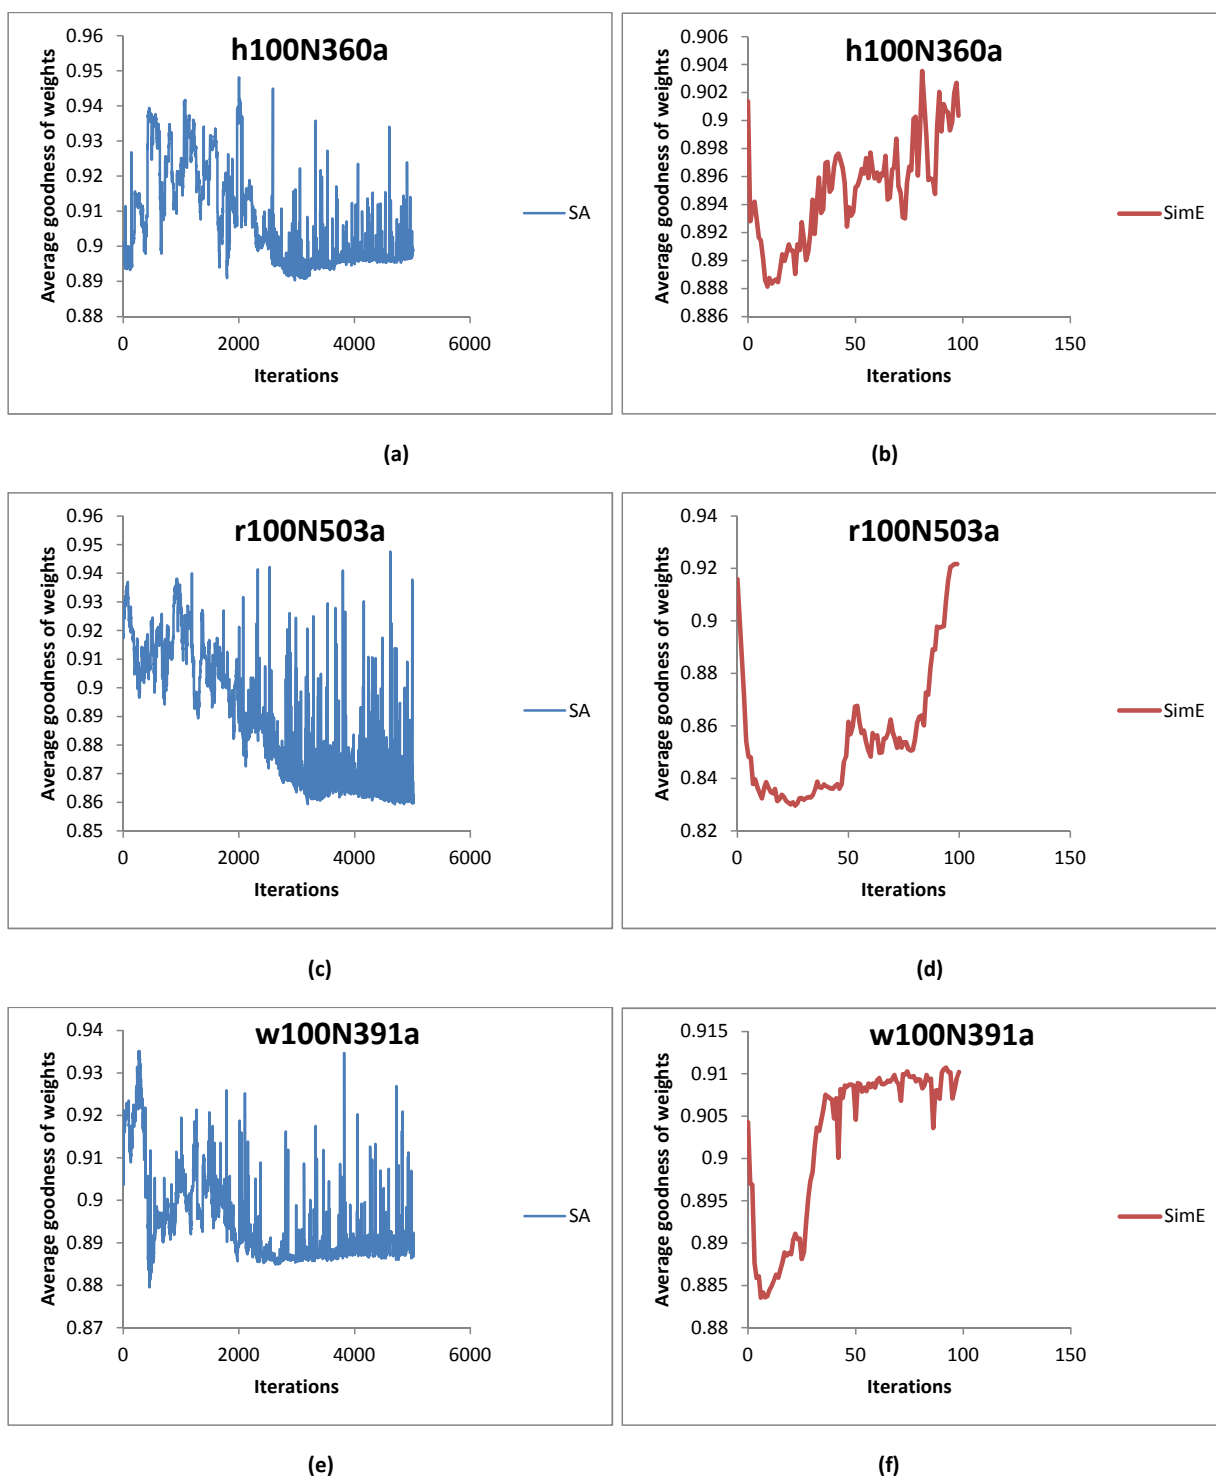 h100N360a
Average goodness of weights
0.96
0.95
0.94
0.93
0.92
0.91
0.9
0.89
0.88
0 2000 4000 6000
Iterations
SA
(a)
h100N360a
Average goodness of weights
0.906
0.904
0.902
0.9
0.898
0.896
0.894
0.892
0.89
0.888
0.886
0 50 100 150
Iterations
SimE
(b)
r100N503a
Average goodness of weights
0.96
0.95
0.94
0.93
0.92
0.91
0.9
0.89
0.88
0.87
0.86
0.85
0 2000 4000 6000
Iterations
SA
(c)
r100N503a
Average goodness of weights
0.94
0.92
0.9
0.88
0.86
0.84
0.82
0 50 100 150
Iterations
SimE
(d)
w100N391a
Average goodness of weights
0.94
0.93
0.92
0.91
0.9
0.89
0.88
0.87
0 2000 4000 6000
Iterations
SA
(e)
w100N391a
Average goodness of weights
0.915
0.91
0.905
0.9
0.895
0.89
0.885
0.88
0 50 100 150
Iterations
SimE
(f)